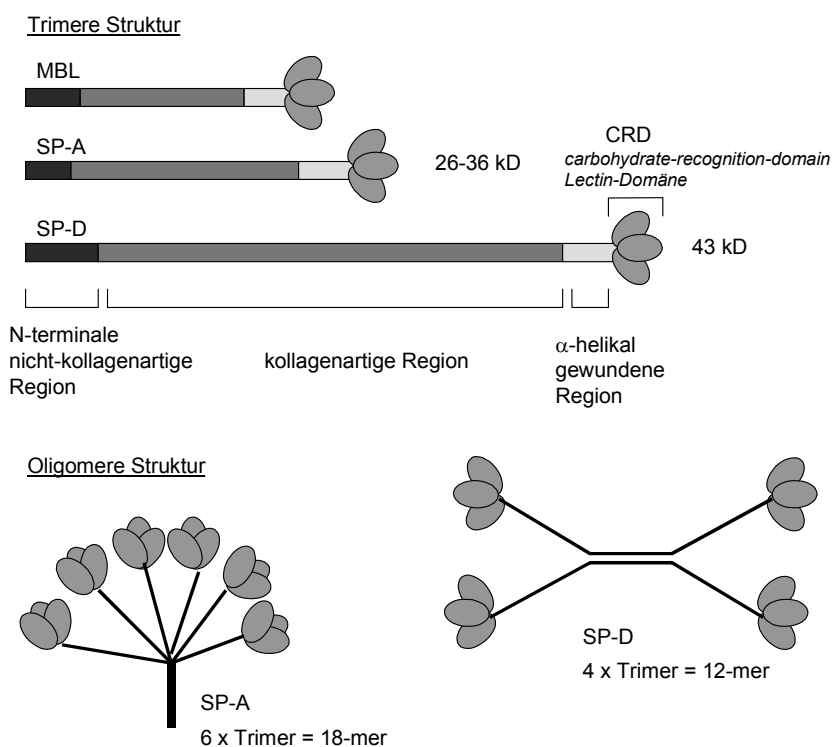 Trimere Struktur
MBL
SP-A
26-36 kD
CRD
carbohydrate-recognition-domain
Lectin-Domäne
SP-D
43 kD
N-terminale
nicht-kollagenartige
Region
kollagenartige Region
α-helikal
gewundene
Region
Oligomere Struktur
SP-A
6 x Trimer = 18-mer
SP-D
4 x Trimer = 12-mer